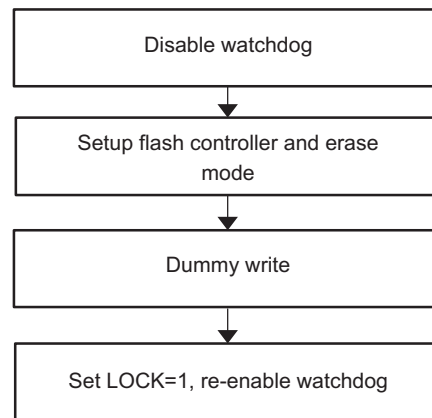 Disable watchdog
Setup flash controller and erase
mode
Dummy write
Set LOCK=1, re-enable watchdog